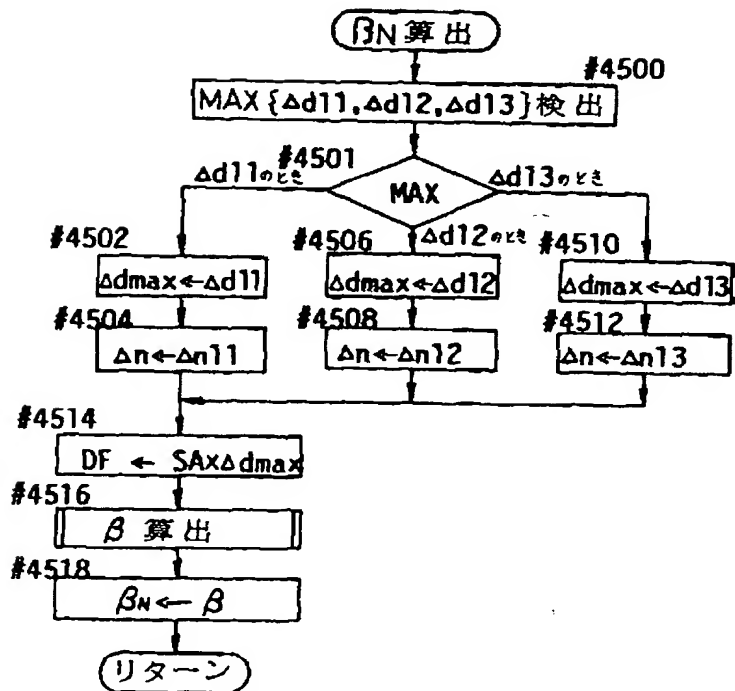 βN 算出
#4500
MAX{Δd11,Δd12,Δd13}検出
#4501
Δd11のとき
MAX
Δd13のとき
Δd12のとき
#4502
Δdmax←Δd11
#4504
Δn←Δn11
#4506
Δdmax←Δd12
#4508
Δn←Δn12
#4510
Δdmax←Δd13
#4512
Δn←Δn13
#4514
DF ← SA×Δdmax
#4516
β 算出
#4518
βN ← β
リターン